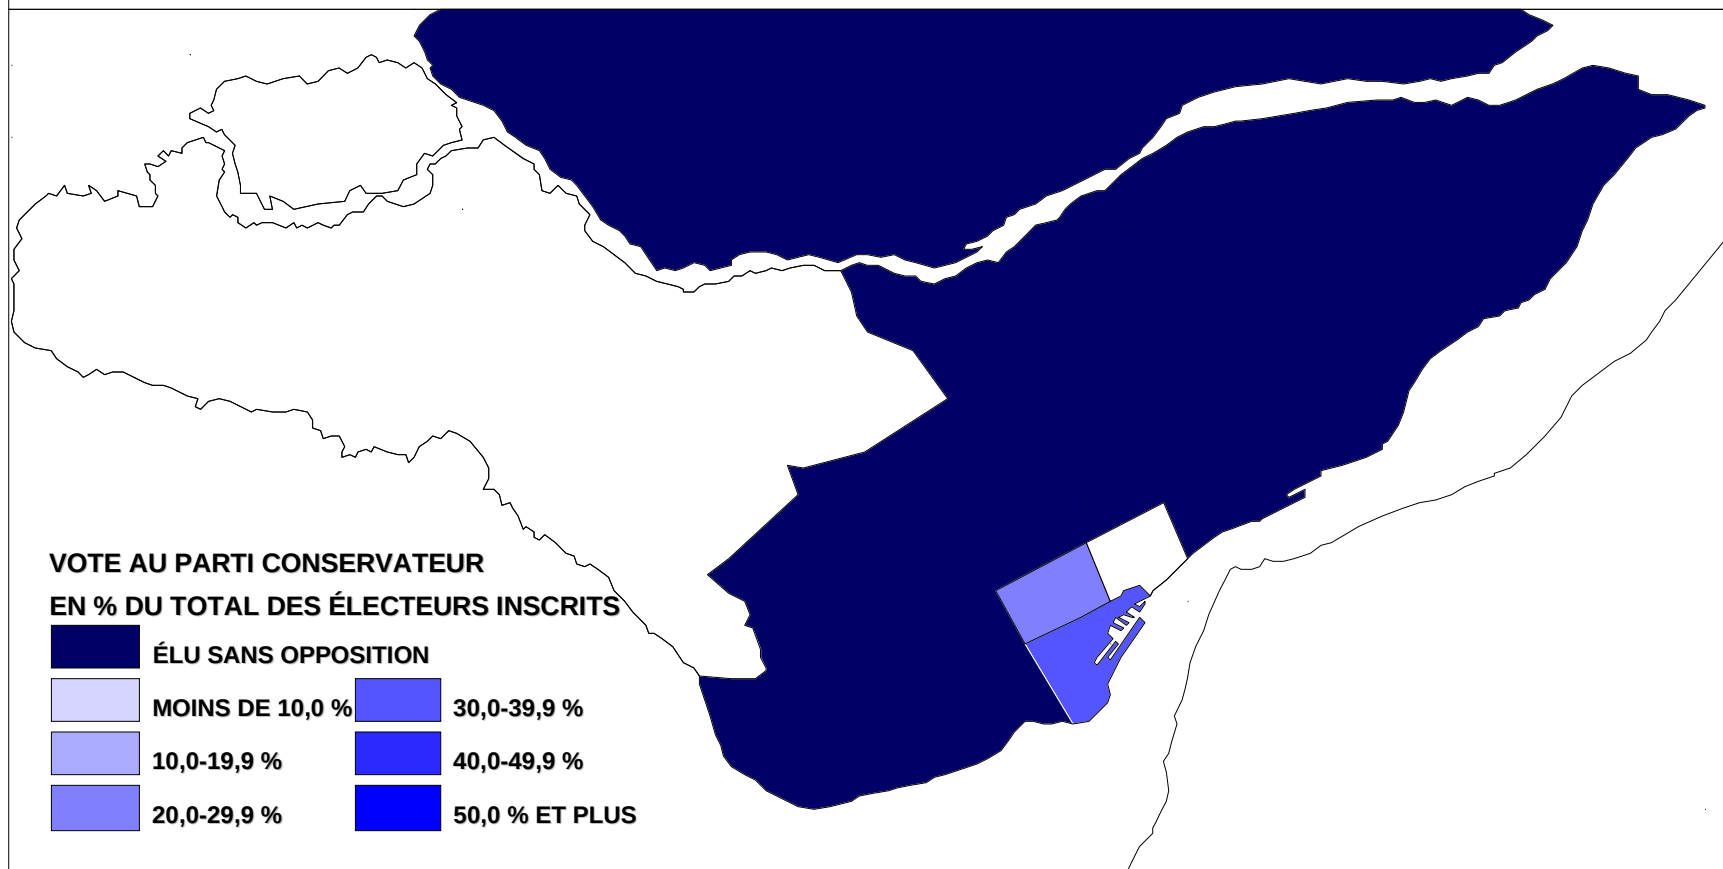 VOTE AU PARTI CONSERVATEUR
EN % DU TOTAL DES ÉLECTEURS INSCRITS
ÉLU SANS OPPOSITION
MOINS DE 10,0 %
10,0-19,9 %
20,0-29,9 %
30,0-39,9 %
40,0-49,9 %
50,0 % ET PLUS